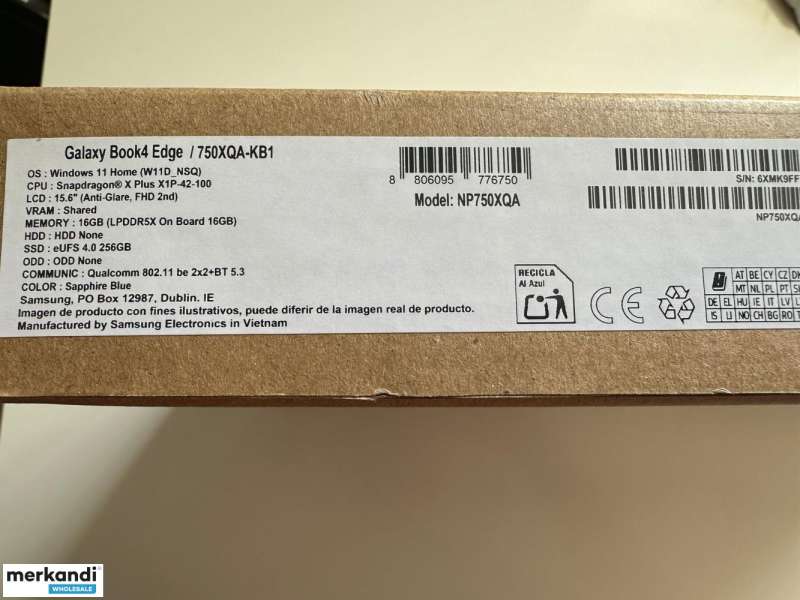 Galaxy Book4 Edge / 750XQA-KB1
OS : Windows 11 Home (W11D_NSQ)
CPU : Snapdragon® X Plus X1P-42-100
LCD : 15.6" (Anti-Glare, FHD 2nd)
VRAM : Shared
MEMORY : 16GB (LPDDR5X On Board 16GB)
HDD : HDD None
SSD : eUFS 4.0 256GB
ODD : ODD None
COMMUNIC : Qualcomm 802.11 be 2x2+BT 5.3
COLOR : Sapphire Blue
Samsung, PO Box 12987, Dublin. IE
Imagen de producto con fines ilustrativos, puede diferir de la imagen real de producto.
Manufactured by Samsung Electronics in Vietnam
8 806095 776750
Model: NP750XQA
S/N: 6XMK9FF
NP750XQA
RECICLA
Al Azul
CE
AT BE CY CZ DK
MT NL PL PT
DE EL HU IE IT LV
IS LI NO CH BG RO
merkandi
WHOLESALE